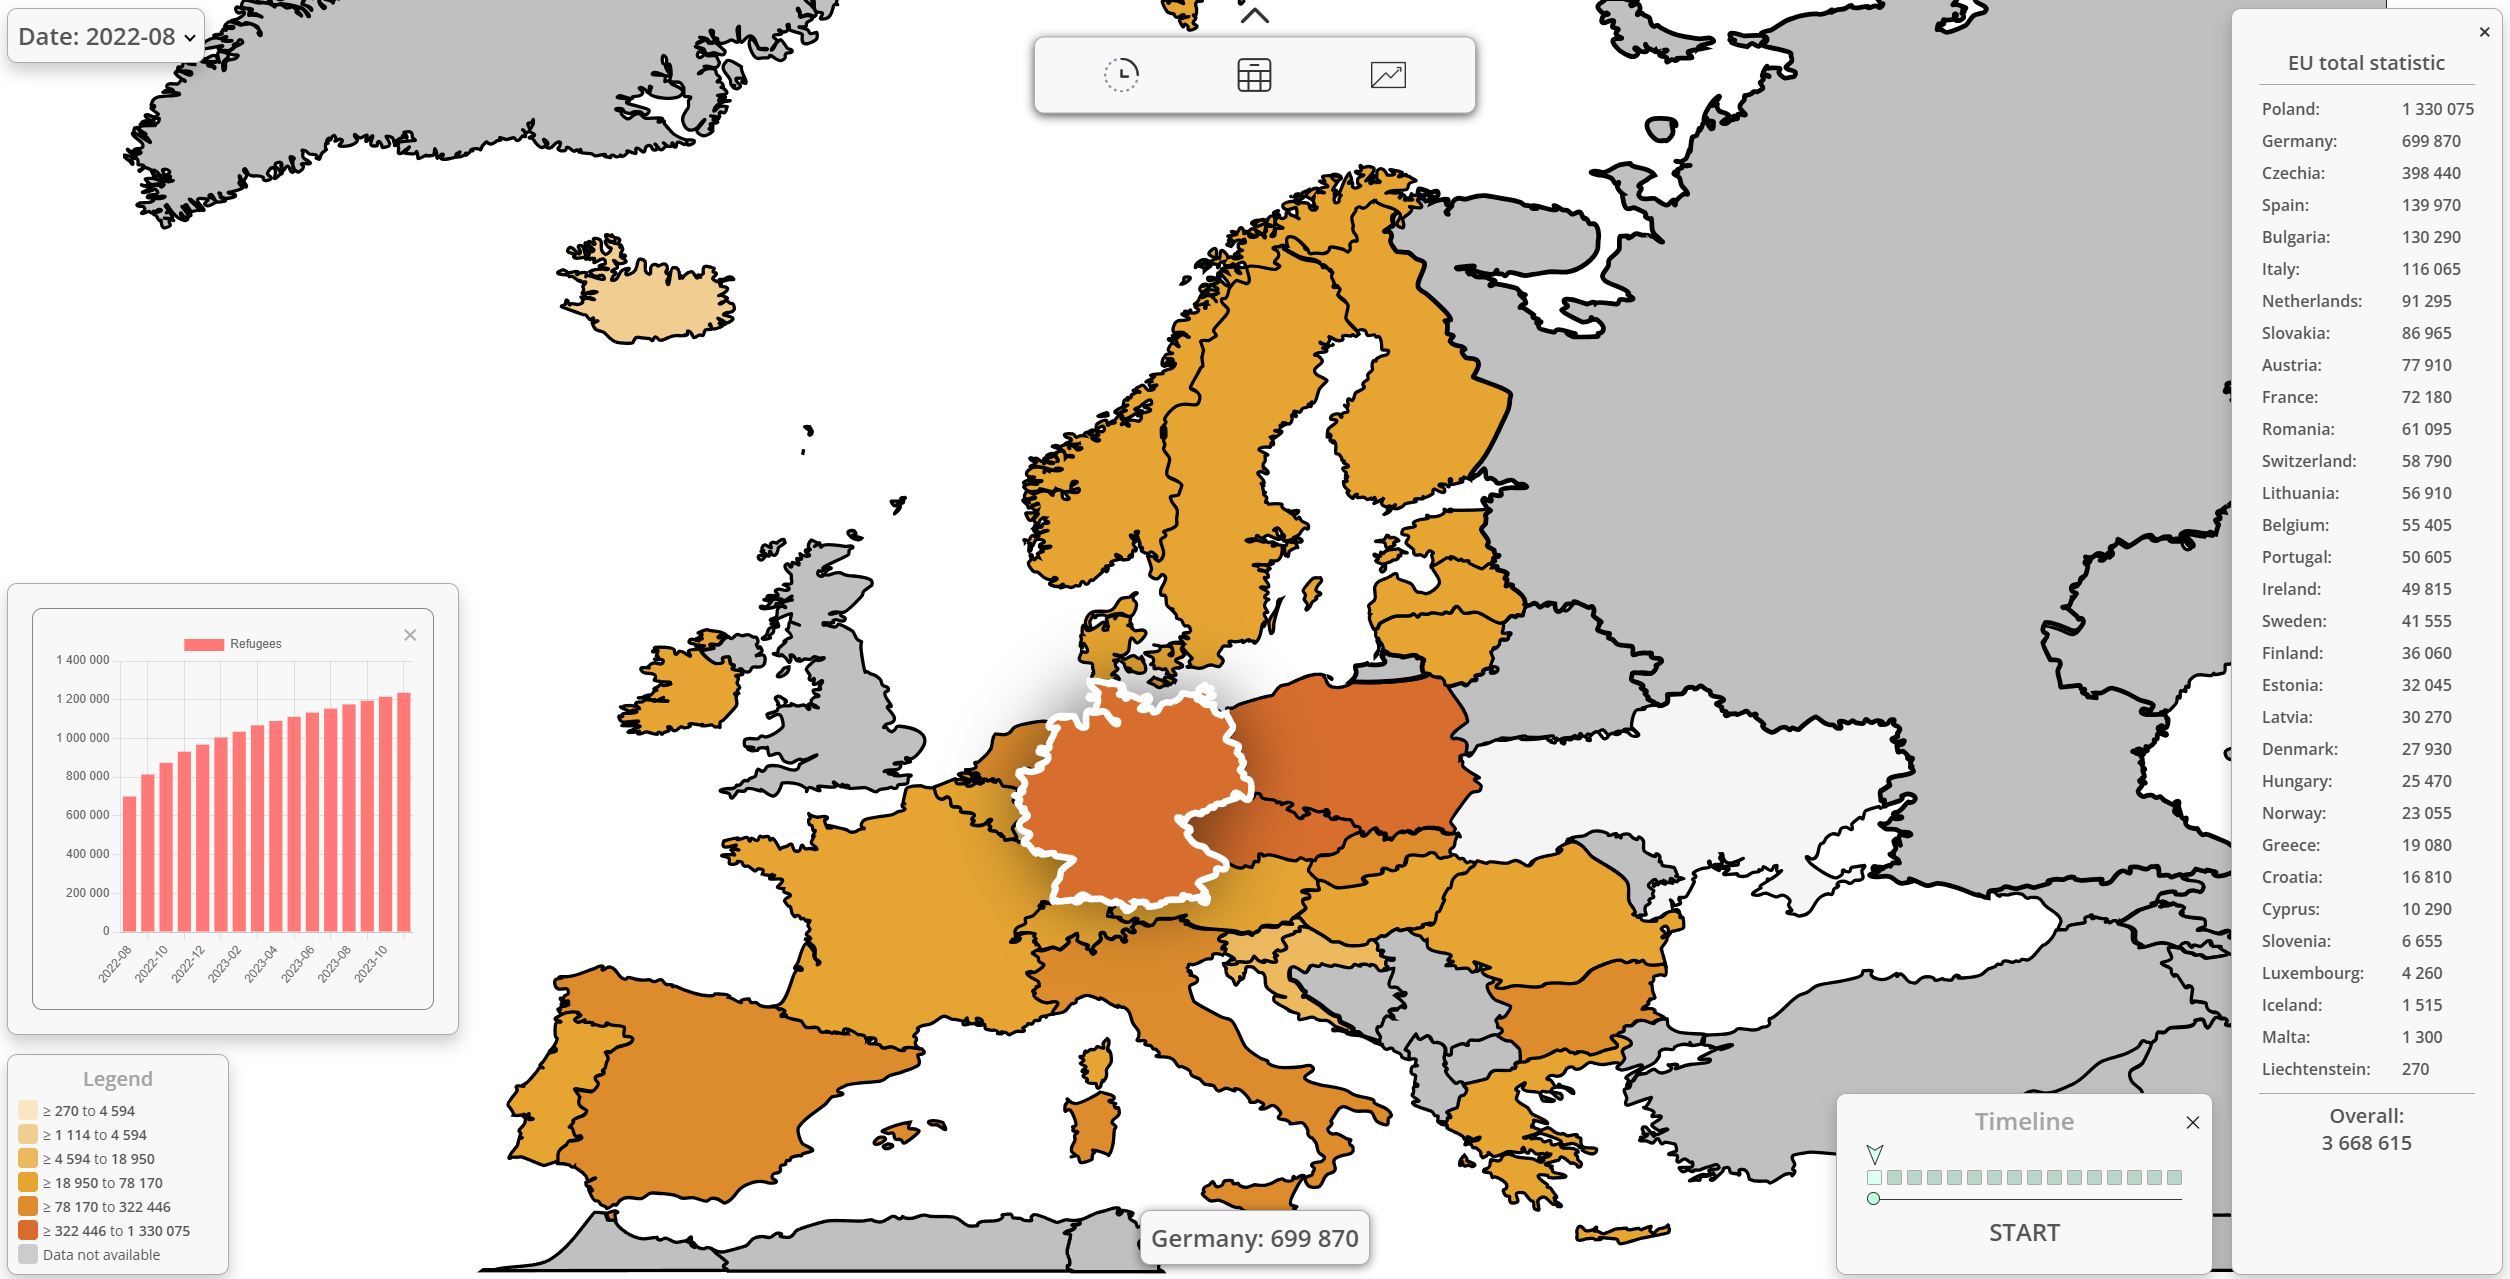 Date: 2022-08
EU total statistic
Poland: 1 330 075
Germany: 699 870
Czechia: 398 440
Spain: 139 970
Bulgaria: 130 290
Italy: 116 065
Netherlands: 91 295
Slovakia: 86 965
Austria: 77 910
France: 72 180
Romania: 61 095
Switzerland: 58 790
Lithuania: 56 910
Belgium: 55 405
Portugal: 50 605
Ireland: 49 815
Sweden: 41 555
Finland: 36 060
Estonia: 32 045
Latvia: 30 270
Denmark: 27 930
Hungary: 25 470
Norway: 23 055
Greece: 19 080
Croatia: 16 810
Cyprus: 10 290
Slovenia: 6 655
Luxembourg: 4 260
Iceland: 1 515
Malta: 1 300
Liechtenstein: 270
Overall:
3 668 615
Refugees
1 400 000
1 200 000
1 000 000
800 000
600 000
400 000
200 000
0
2022-08
2022-10
2022-12
2023-02
2023-04
2023-06
2023-08
2023-10
Legend
≥ 270 to 4 594
≥ 1 114 to 4 594
≥ 4 594 to 18 950
≥ 18 950 to 78 170
≥ 78 170 to 322 446
≥ 322 446 to 1 330 075
Data not available
Germany: 699 870
Timeline
START